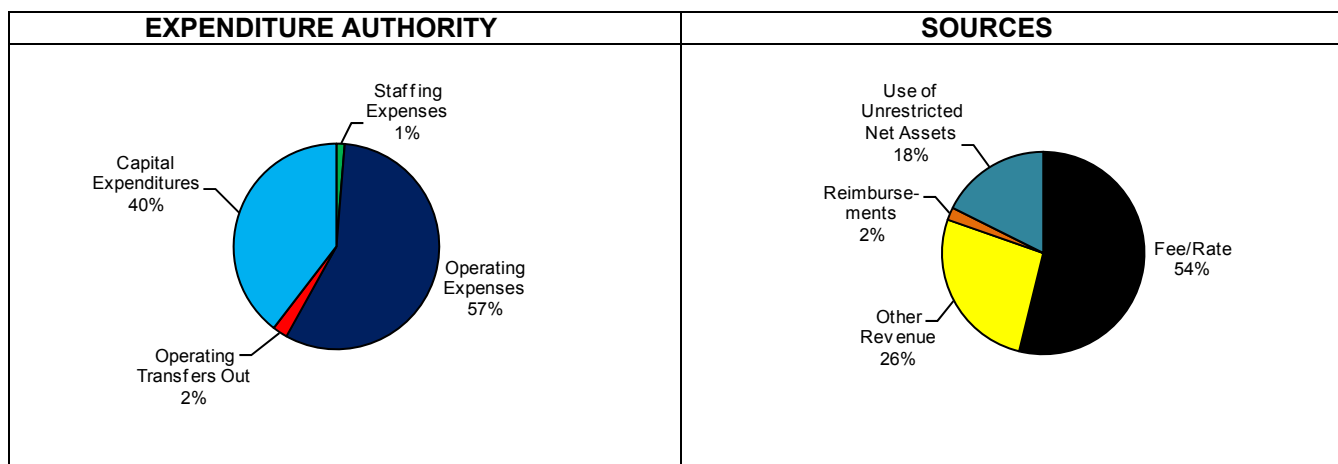 EXPENDITURE AUTHORITY
Staffing
Expenses
1%
Capital
Expenditures
40%
Operating
Expenses
57%
Operating
Transfers Out
2%
SOURCES
Use of
Unrestricted
Net Assets
18%
Reimburse-
ments
2%
Fee/Rate
54%
Other
Revenue
26%